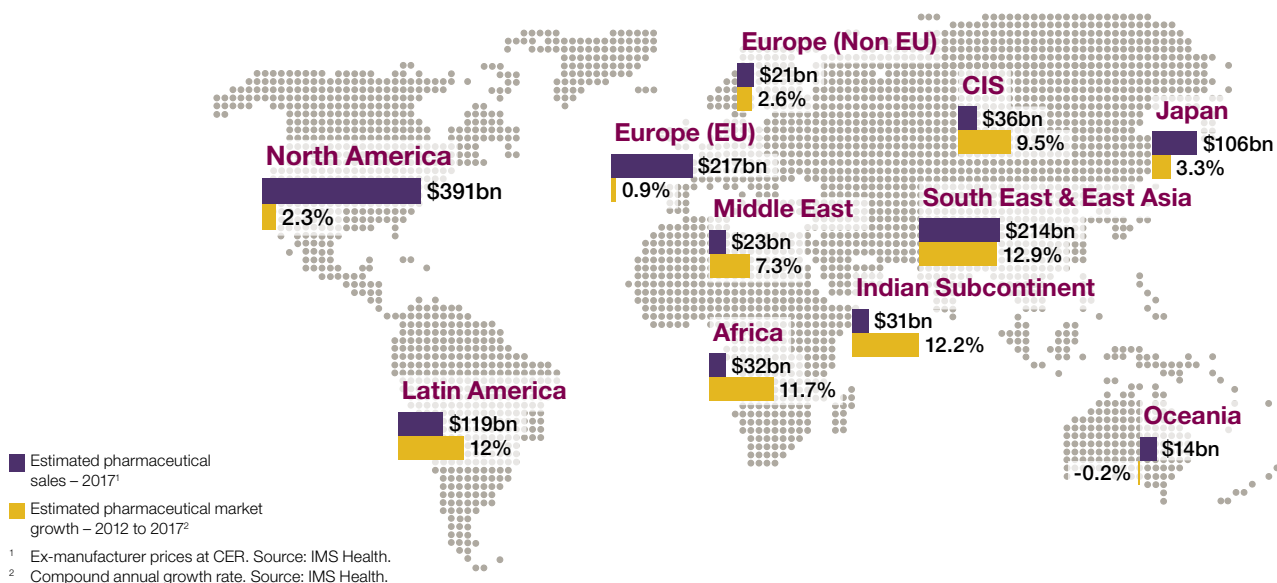 Europe (Non EU)
$21bn
2.6%
CIS
$36bn
9.5%
Japan
$106bn
3.3%
Europe (EU)
$217bn
0.9%
North America
$391bn
2.3%
Middle East
$23bn
7.3%
South East & East Asia
$214bn
12.9%
Indian Subcontinent
$31bn
12.2%
Africa
$32bn
11.7%
Latin America
$119bn
12%
Oceania
$14bn
-0.2%
Estimated pharmaceutical
sales – 2017¹
Estimated pharmaceutical market
growth – 2012 to 2017²
¹ Ex-manufacturer prices at CER. Source: IMS Health.
² Compound annual growth rate. Source: IMS Health.